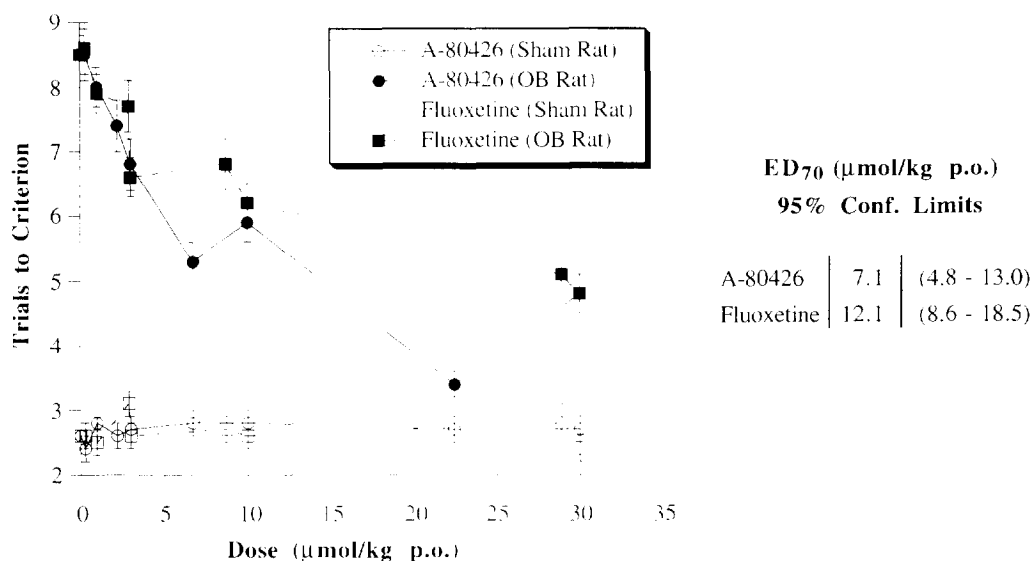 9
8
7
6
5
4
3
2
Trials to Criterion
0 5 10 15 20 25 30 35
Dose (μmol/kg p.o.)
A-80426 (Sham Rat)
A-80426 (OB Rat)
Fluoxetine (Sham Rat)
Fluoxetine (OB Rat)
ED70 (μmol/kg p.o.)
95% Conf. Limits
A-80426 7.1 (4.8 - 13.0)
Fluoxetine 12.1 (8.6 - 18.5)